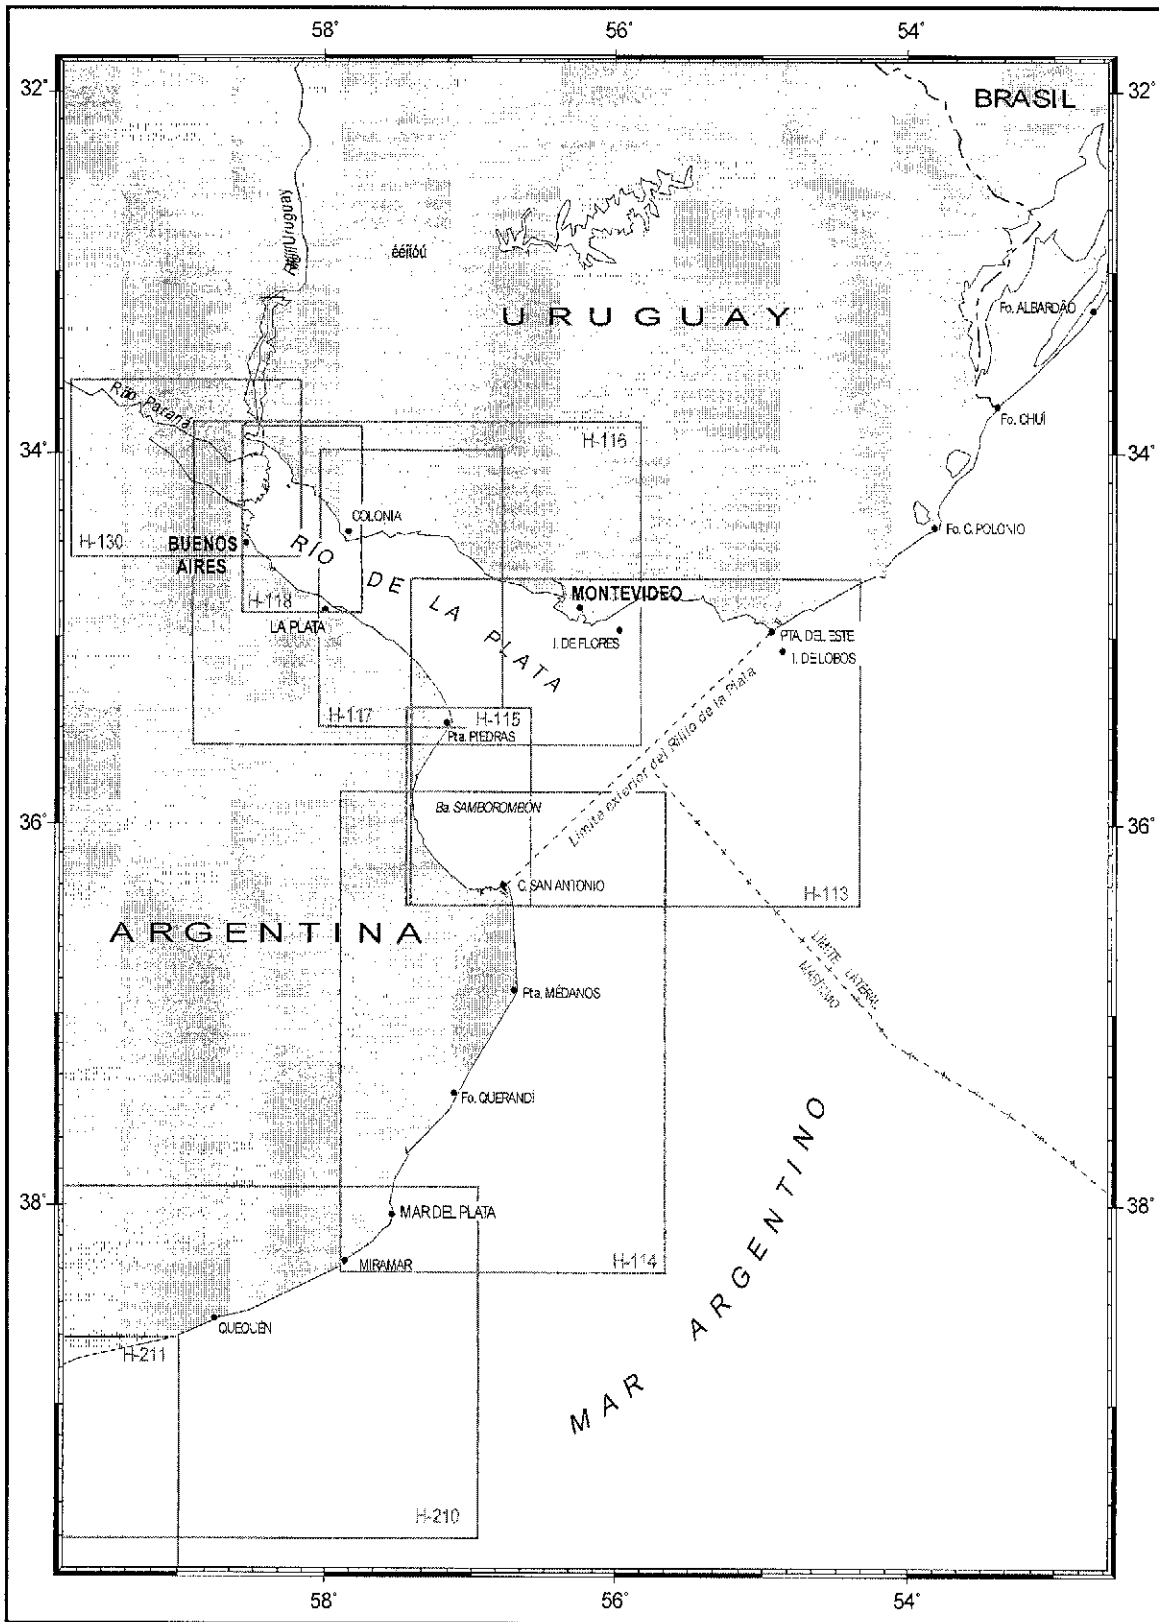 58°
56°
54°
32°
BRASIL
32°
Uruguay
ééííóú
URUGUAY
Fo. ALBARDÃO
Río Paraná
Fo. CHUÍ
34°
H-116
34°
COLONIA
Fo. C. POLONIO
H-130
BUENOS
AIRES
RÍO DE LA PLATA
H-118
MONTEVIDEO
LA PLATA
I. DE FLORES
PTA. DEL ESTE
I. DE LOBOS
H-117
H-115
Pta. PIEDRAS
Límite exterior del Río de la Plata
Ba. SAMBOROMBÓN
36°
36°
C. SAN ANTONIO
H-113
ARGENTINA
LÍMITE LATERAL
MARÍTIMO
Pta. MÉDANOS
Fo. QUERANDÍ
MAR ARGENTINO
38°
MAR DEL PLATA
38°
MIRAMAR
H-114
QUEQUÉN
H-211
H-210
58°
56°
54°